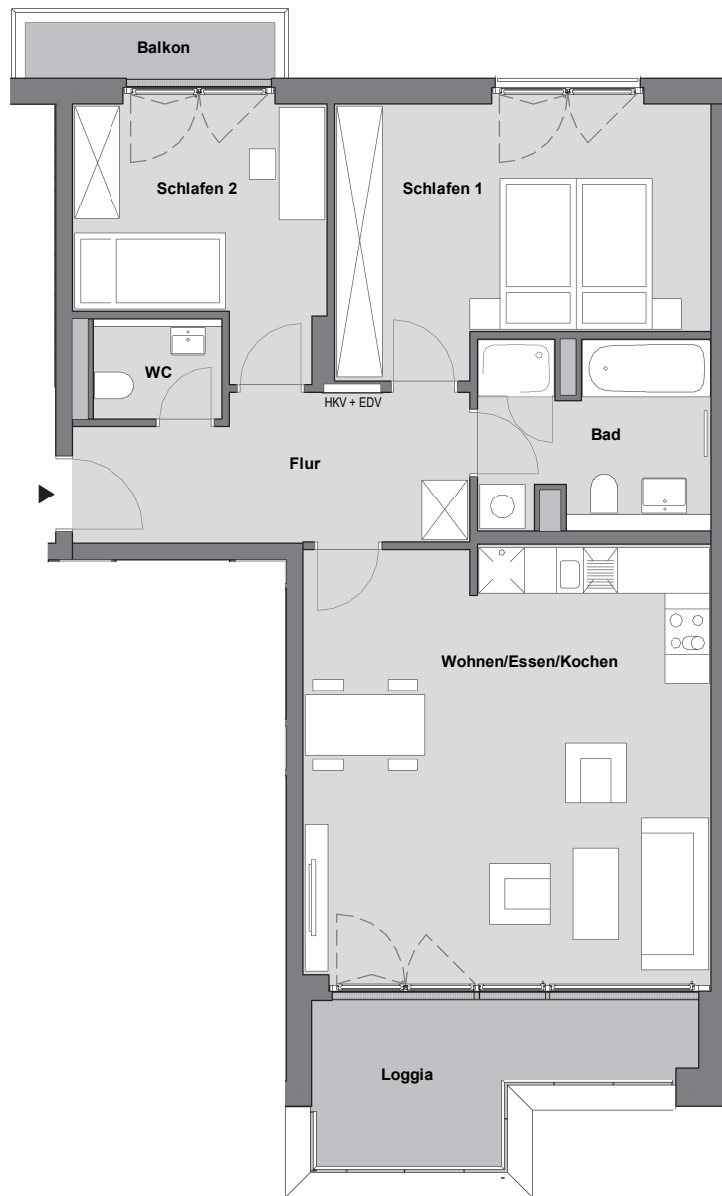 Balkon
Schlafen 2
Schlafen 1
WC
HKV + EDV
Bad
Flur
Wohnen/Essen/Kochen
Loggia